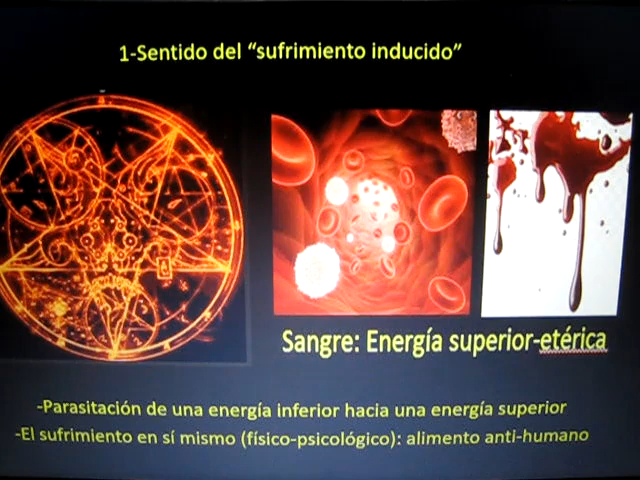 1-Sentido del “sufrimiento inducido”
Sangre: Energía superior-etérica
-Parasitación de una energía inferior hacia una energía superior
-El sufrimiento en sí mismo (físico-psicológico): alimento anti-humano